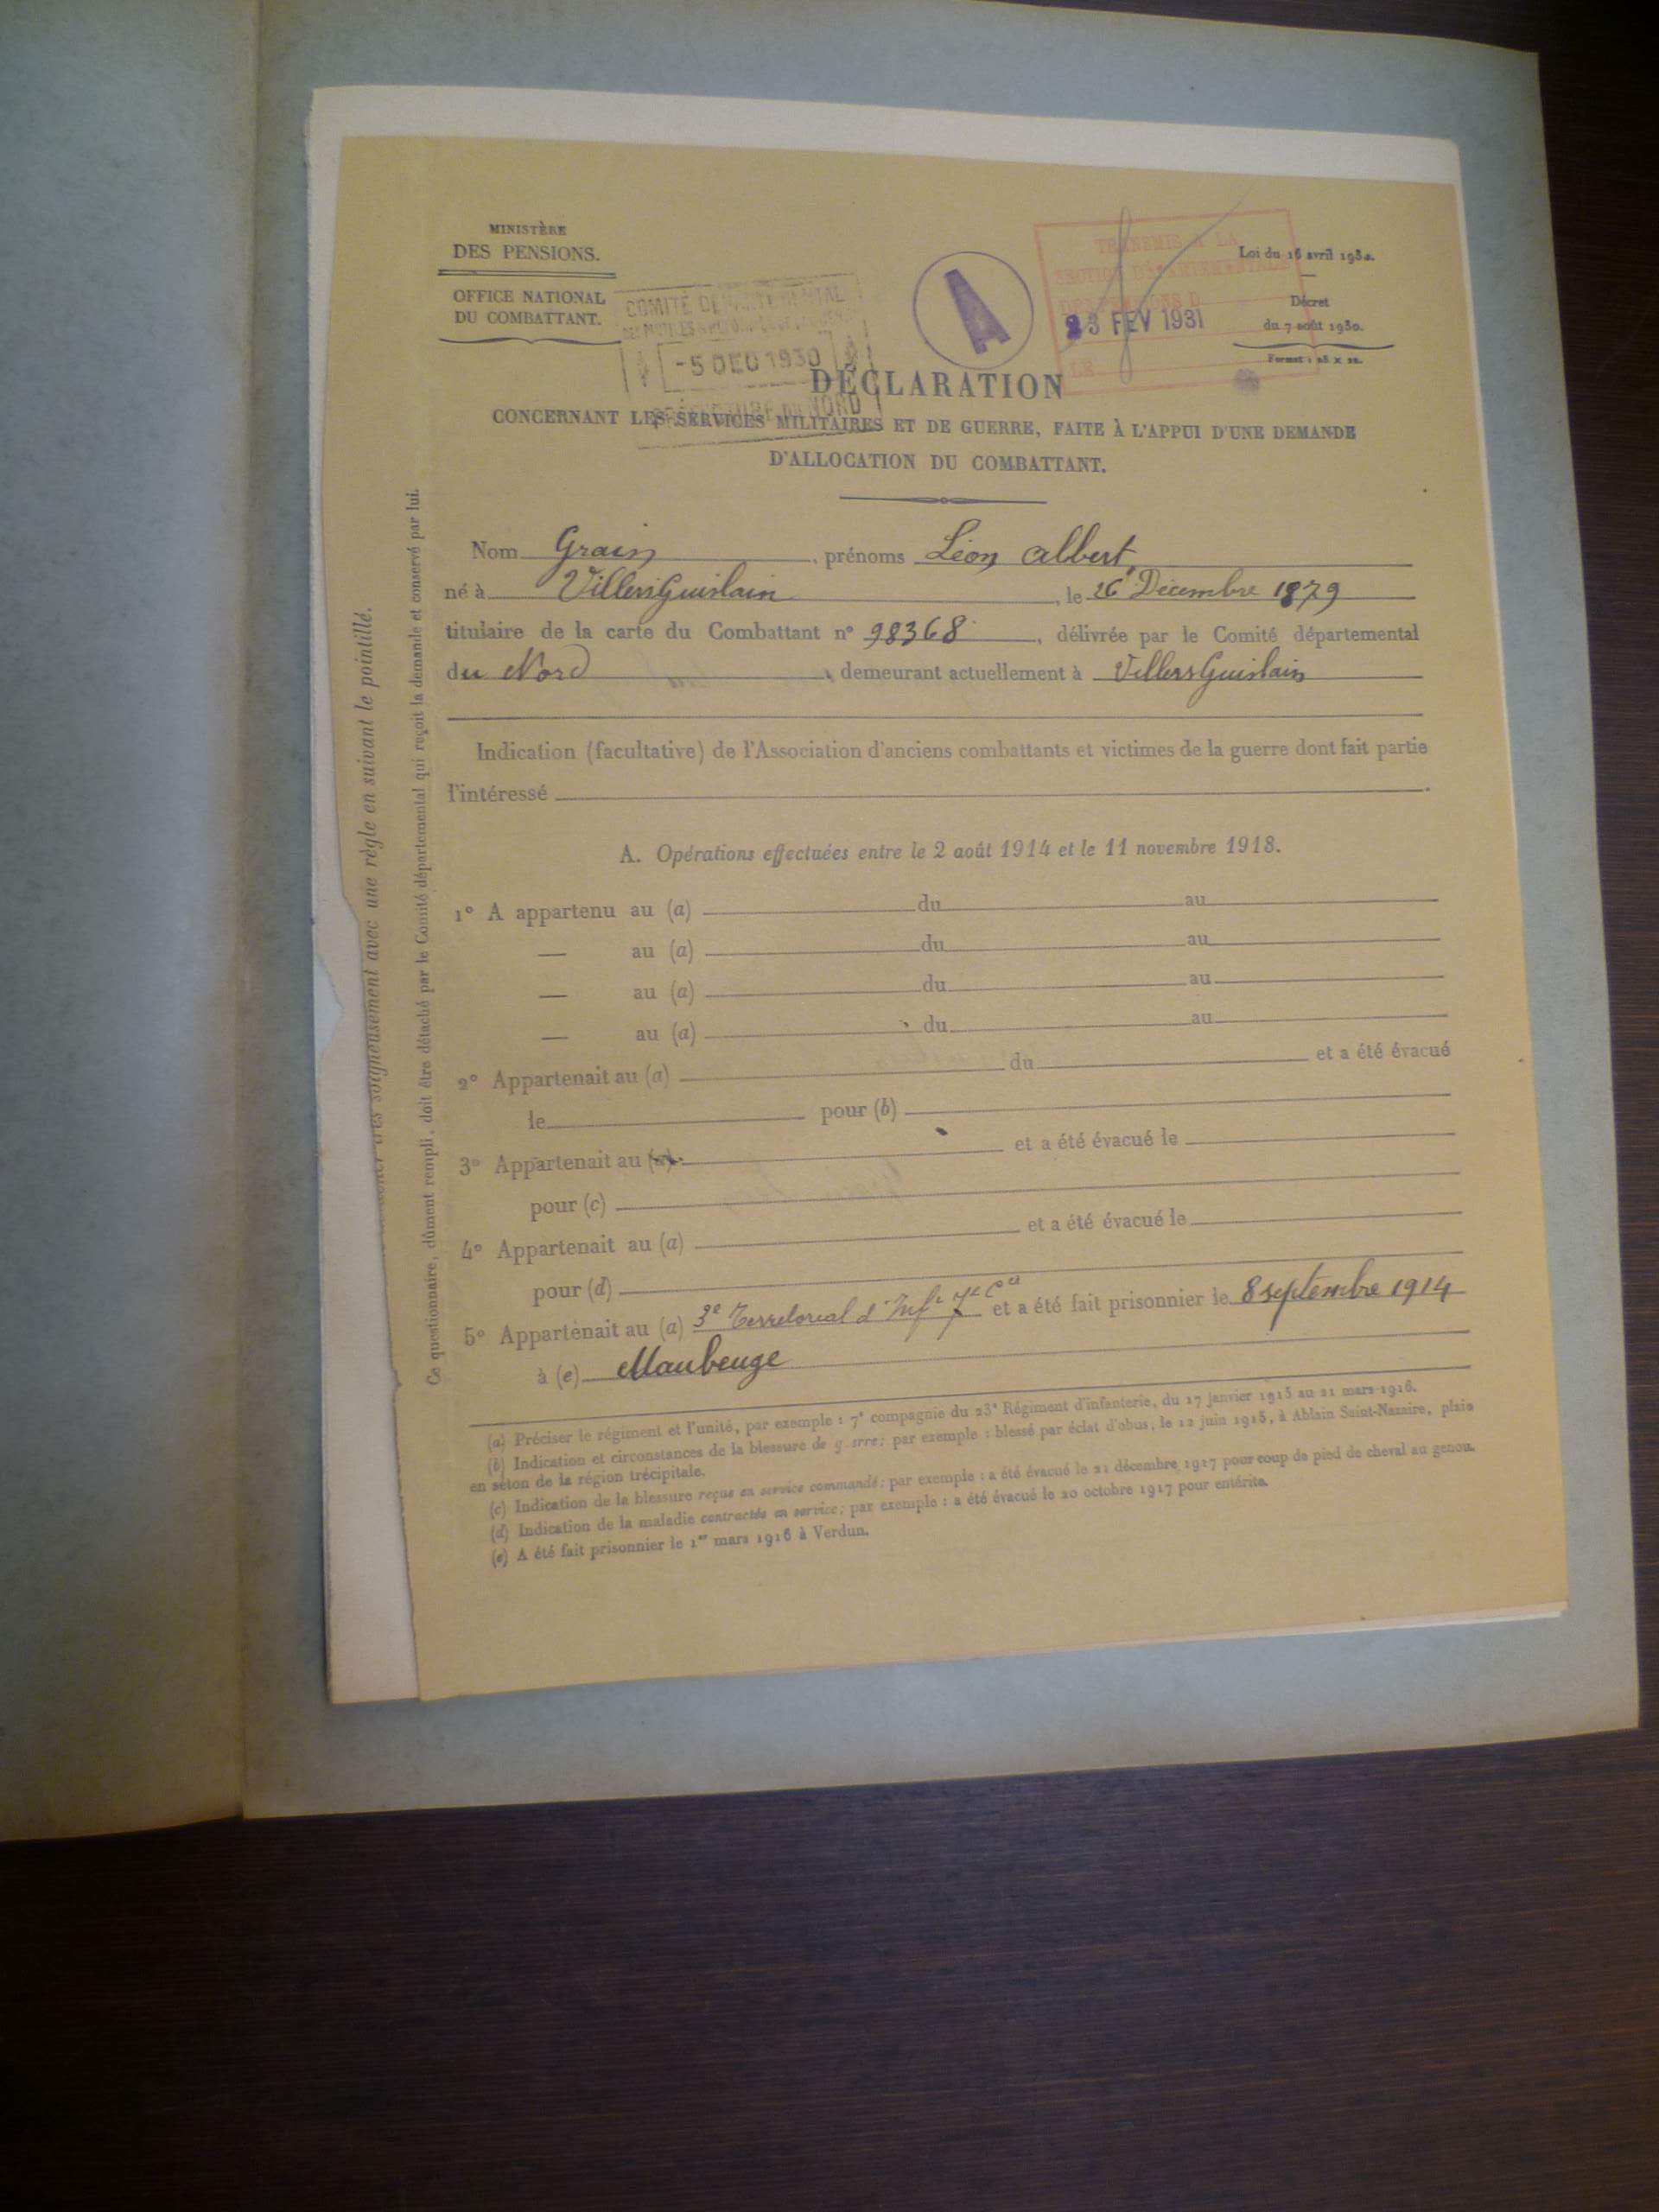 MINISTÈRE
DES PENSIONS.
OFFICE NATIONAL
DU COMBATTANT.
COMITÉ DÉPARTEMENTAL
-5 DEC 1930
PRÉFECTURE DU NORD
A
TRANSMIS A LA
SECTION DÉPARTEMENTALE
DES PENSIONS D
23 FEV 1931
LE
Loi du 16 avril 1930.
Décret
du 7 août 1930.
Format : 28 x 22.
DÉCLARATION
CONCERNANT LES SERVICES MILITAIRES ET DE GUERRE, FAITE À L'APPUI D'UNE DEMANDE
D'ALLOCATION DU COMBATTANT.
Nom Grain, prénoms Léon Albert,
né à Villers Guislain, le 26 Décembre 1879
titulaire de la carte du Combattant n° 98368, délivrée par le Comité départemental
du Nord, demeurant actuellement à Villers Guislain
Indication (facultative) de l'Association d'anciens combattants et victimes de la guerre dont fait partie
l'intéressé .
A. Opérations effectuées entre le 2 août 1914 et le 11 novembre 1918.
1° A appartenu au (a) du au
— au (a) du au
— au (a) du au
— au (a) du au
2° Appartenait au (a) du et a été évacué
le pour (b)
3° Appartenait au (a) et a été évacué le
pour (c)
4° Appartenait au (a) et a été évacué le
pour (d)
5° Appartenait au (a) 3e Territorial d'Infie 7e Cie et a été fait prisonnier le 8 septembre 1914
à (e) Maubeuge
(a) Préciser le régiment et l'unité, par exemple : 7e compagnie du 23e Régiment d'infanterie, du 17 janvier 1915 au 21 mars 1916.
(b) Indication et circonstances de la blessure de guerre; par exemple : blessé par éclat d'obus, le 12 juin 1915, à Ablain Saint-Nazaire, plaie
en séton de la région trécipitale.
(c) Indication de la blessure reçue en service commandé; par exemple : a été évacué le 21 décembre 1917 pour coup de pied de cheval au genou.
(d) Indication de la maladie contractée en service; par exemple : a été évacué le 20 octobre 1917 pour entérite.
(e) A été fait prisonnier le 1er mars 1916 à Verdun.
Ce questionnaire, dûment rempli, doit être détaché par le Comité départemental qui reçoit la demande et conservé par lui.
très soigneusement avec une règle en suivant le pointillé.